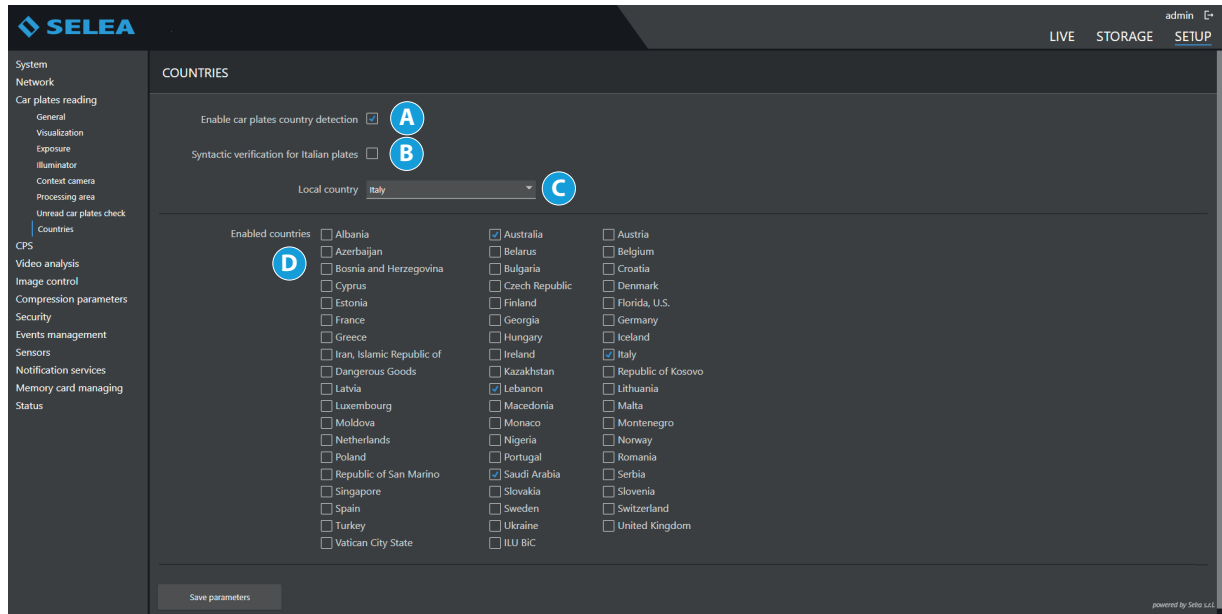 SELEA
admin
LIVE STORAGE SETUP
System
Network
Car plates reading
General
Visualization
Exposure
Illuminator
Context camera
Processing area
Unread car plates check
Countries
CPS
Video analysis
Image control
Compression parameters
Security
Events management
Sensors
Notification services
Memory card managing
Status
COUNTRIES
Enable car plates country detection A
Syntactic verification for Italian plates B
Local country Italy C
Enabled countries D
Albania Australia Austria
Azerbaijan Belarus Belgium
Bosnia and Herzegovina Bulgaria Croatia
Cyprus Czech Republic Denmark
Estonia Finland Florida, U.S.
France Georgia Germany
Greece Hungary Iceland
Iran, Islamic Republic of Ireland Italy
Dangerous Goods Kazakhstan Republic of Kosovo
Latvia Lebanon Lithuania
Luxembourg Macedonia Malta
Moldova Monaco Montenegro
Netherlands Nigeria Norway
Poland Portugal Romania
Republic of San Marino Saudi Arabia Serbia
Singapore Slovakia Slovenia
Spain Sweden Switzerland
Turkey Ukraine United Kingdom
Vatican City State ILU BiC
Save parameters
powered by Selea s.r.l.